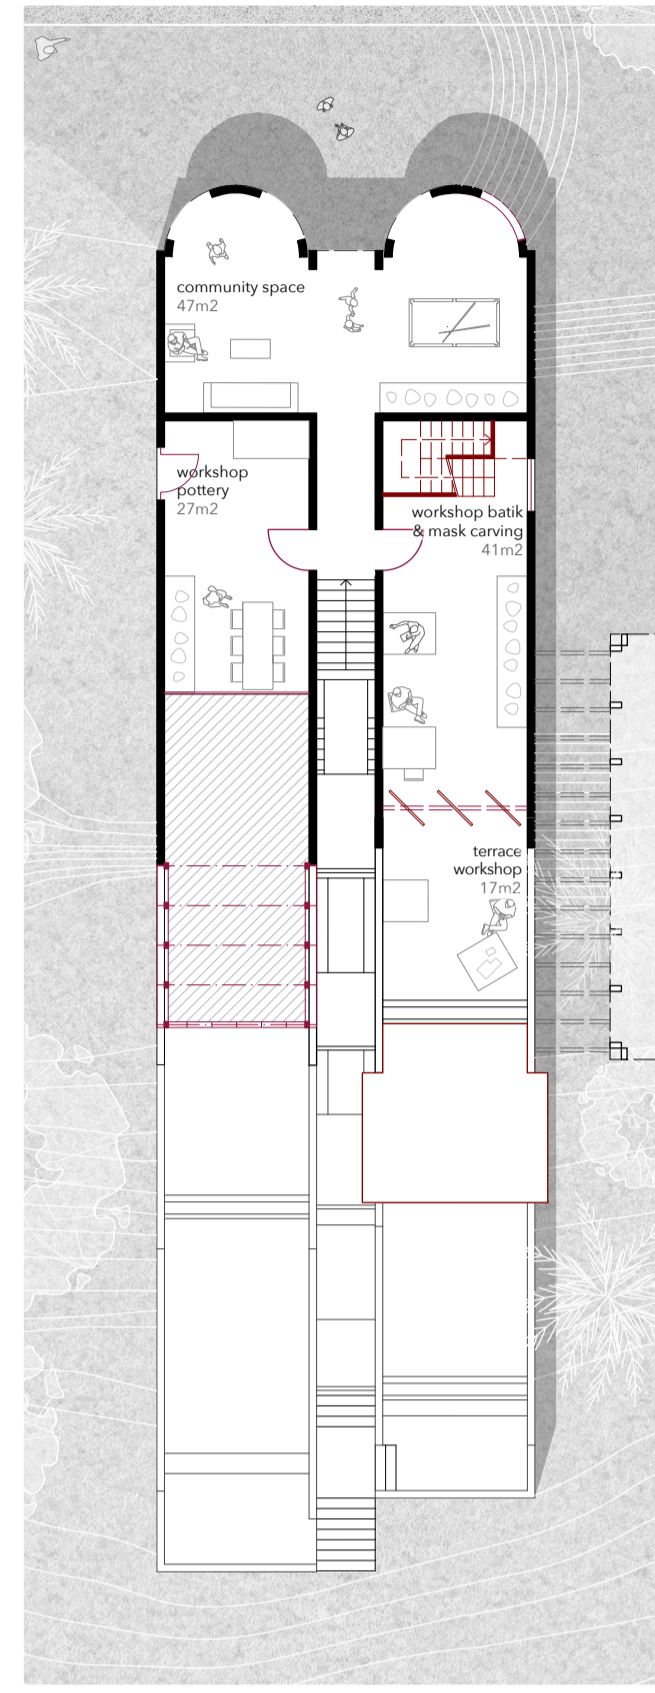 community space
47m2
workshop
pottery
27m2
workshop batik
& mask carving
41m2
terrace
workshop
17m2